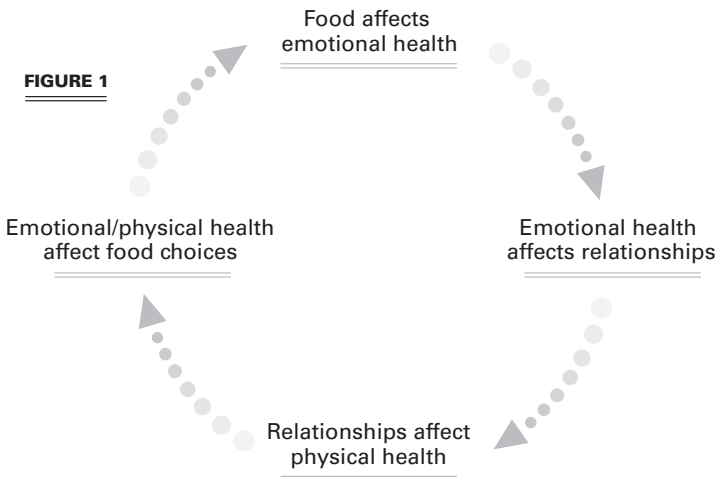 FIGURE 1
Food affects
emotional health
Emotional health
affects relationships
Relationships affect
physical health
Emotional/physical health
affect food choices